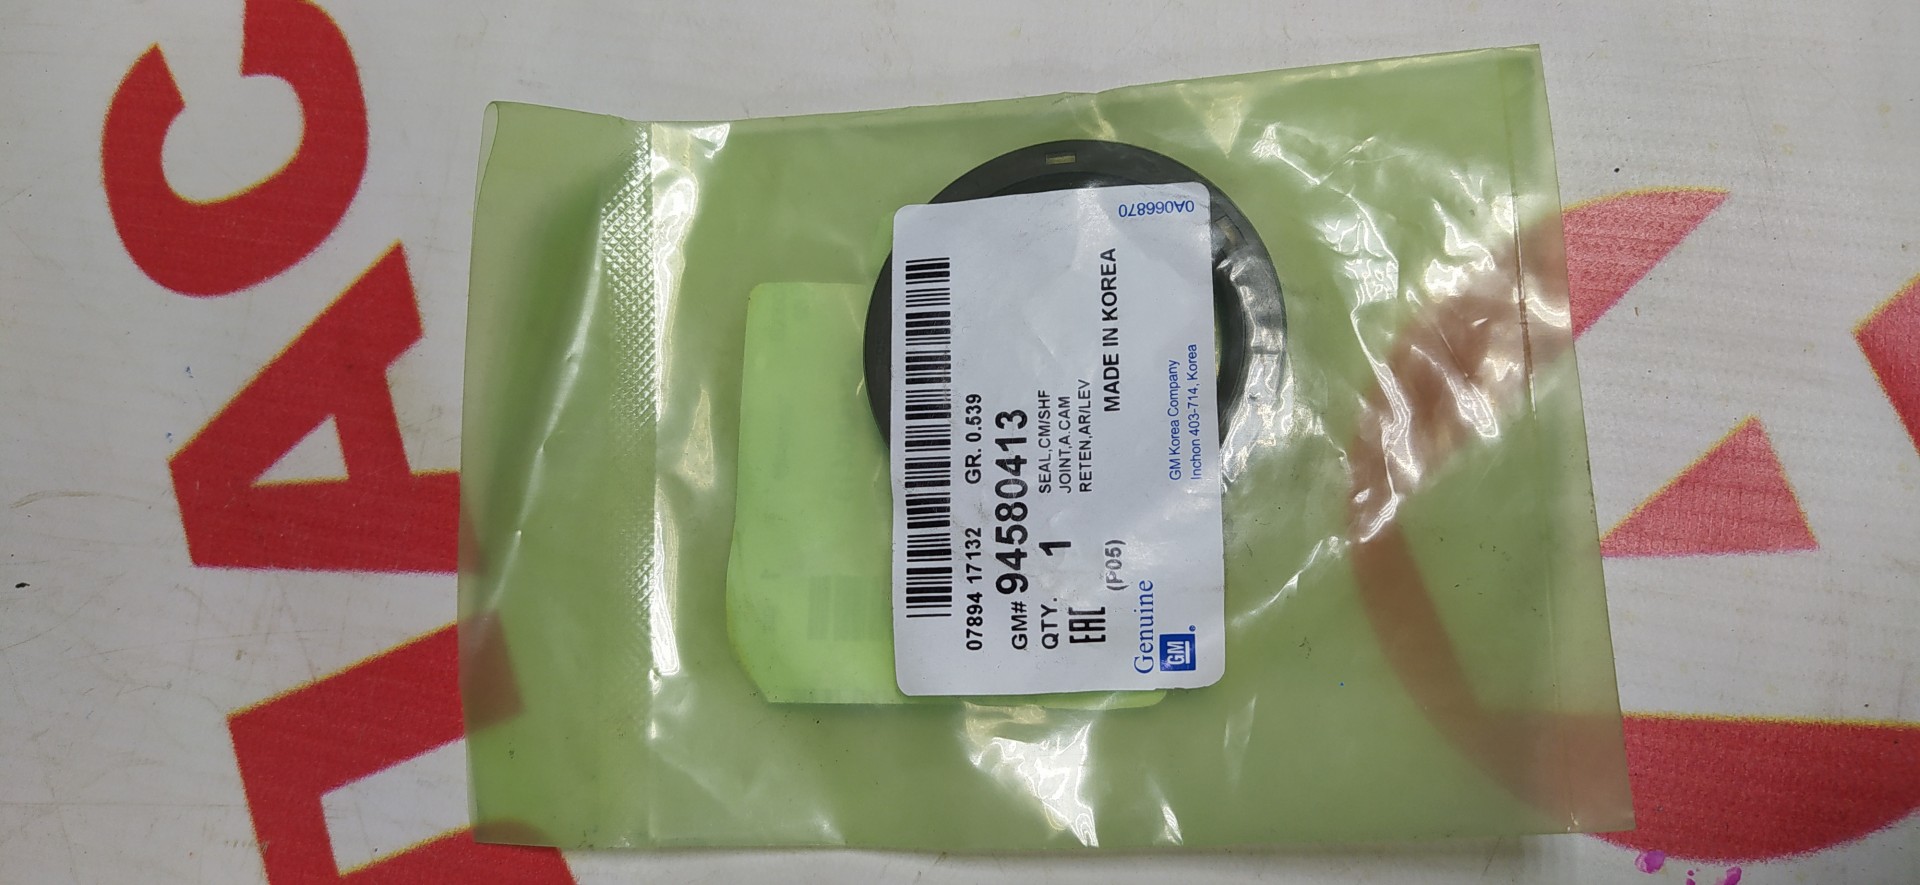 07894 17132 GR. 0.539
GM# 94580413
QTY. 1 SEAL,CM/SHF
JOINT,A.CAM
RETEN,AR/LEV
EAC
(P05) MADE IN KOREA
Genuine
GM®
GM Korea Company
Inchon 403-714, Korea
0A066870